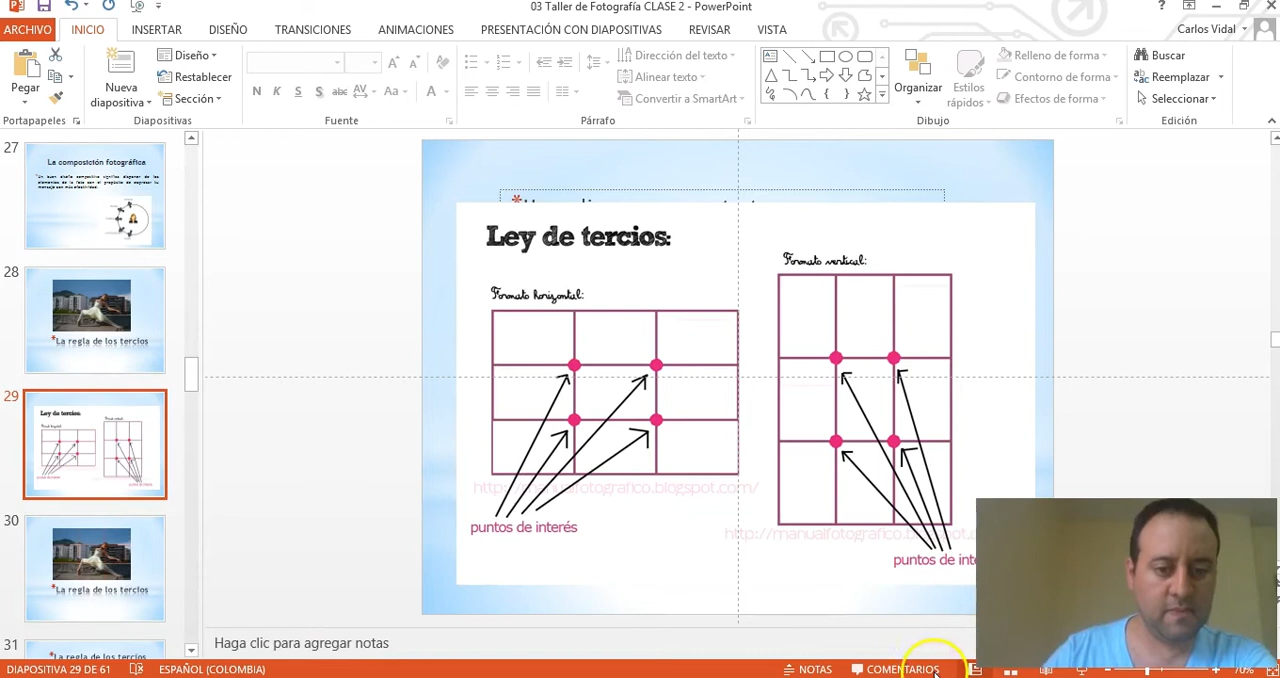 03 Taller de Fotografía CLASE 2 - PowerPoint
ARCHIVO INICIO INSERTAR DISEÑO TRANSICIONES ANIMACIONES PRESENTACIÓN CON DIAPOSITIVAS REVISAR VISTA Carlos Vidal
Pegar
Nueva diapositiva
Diseño
Restablecer
Sección
N K S S abc AV Aa A
Dirección del texto
Alinear texto
Convertir a SmartArt
Organizar
Estilos rápidos
Relleno de forma
Contorno de forma
Efectos de forma
Buscar
Reemplazar
Seleccionar
Portapapeles Diapositivas Fuente Párrafo Dibujo Edición
27
La composición fotográfica
28
*La regla de los tercios
29
Ley de tercios:
30
*La regla de los tercios
31
*La regla de los tercios
Ley de tercios:
Formato horizontal:
Formato vertical:
http://manualfotografico.blogspot.com/
puntos de interés
puntos de
Haga clic para agregar notas
DIAPOSITIVA 29 DE 61 ESPAÑOL (COLOMBIA) NOTAS COMENTARIOS 70%